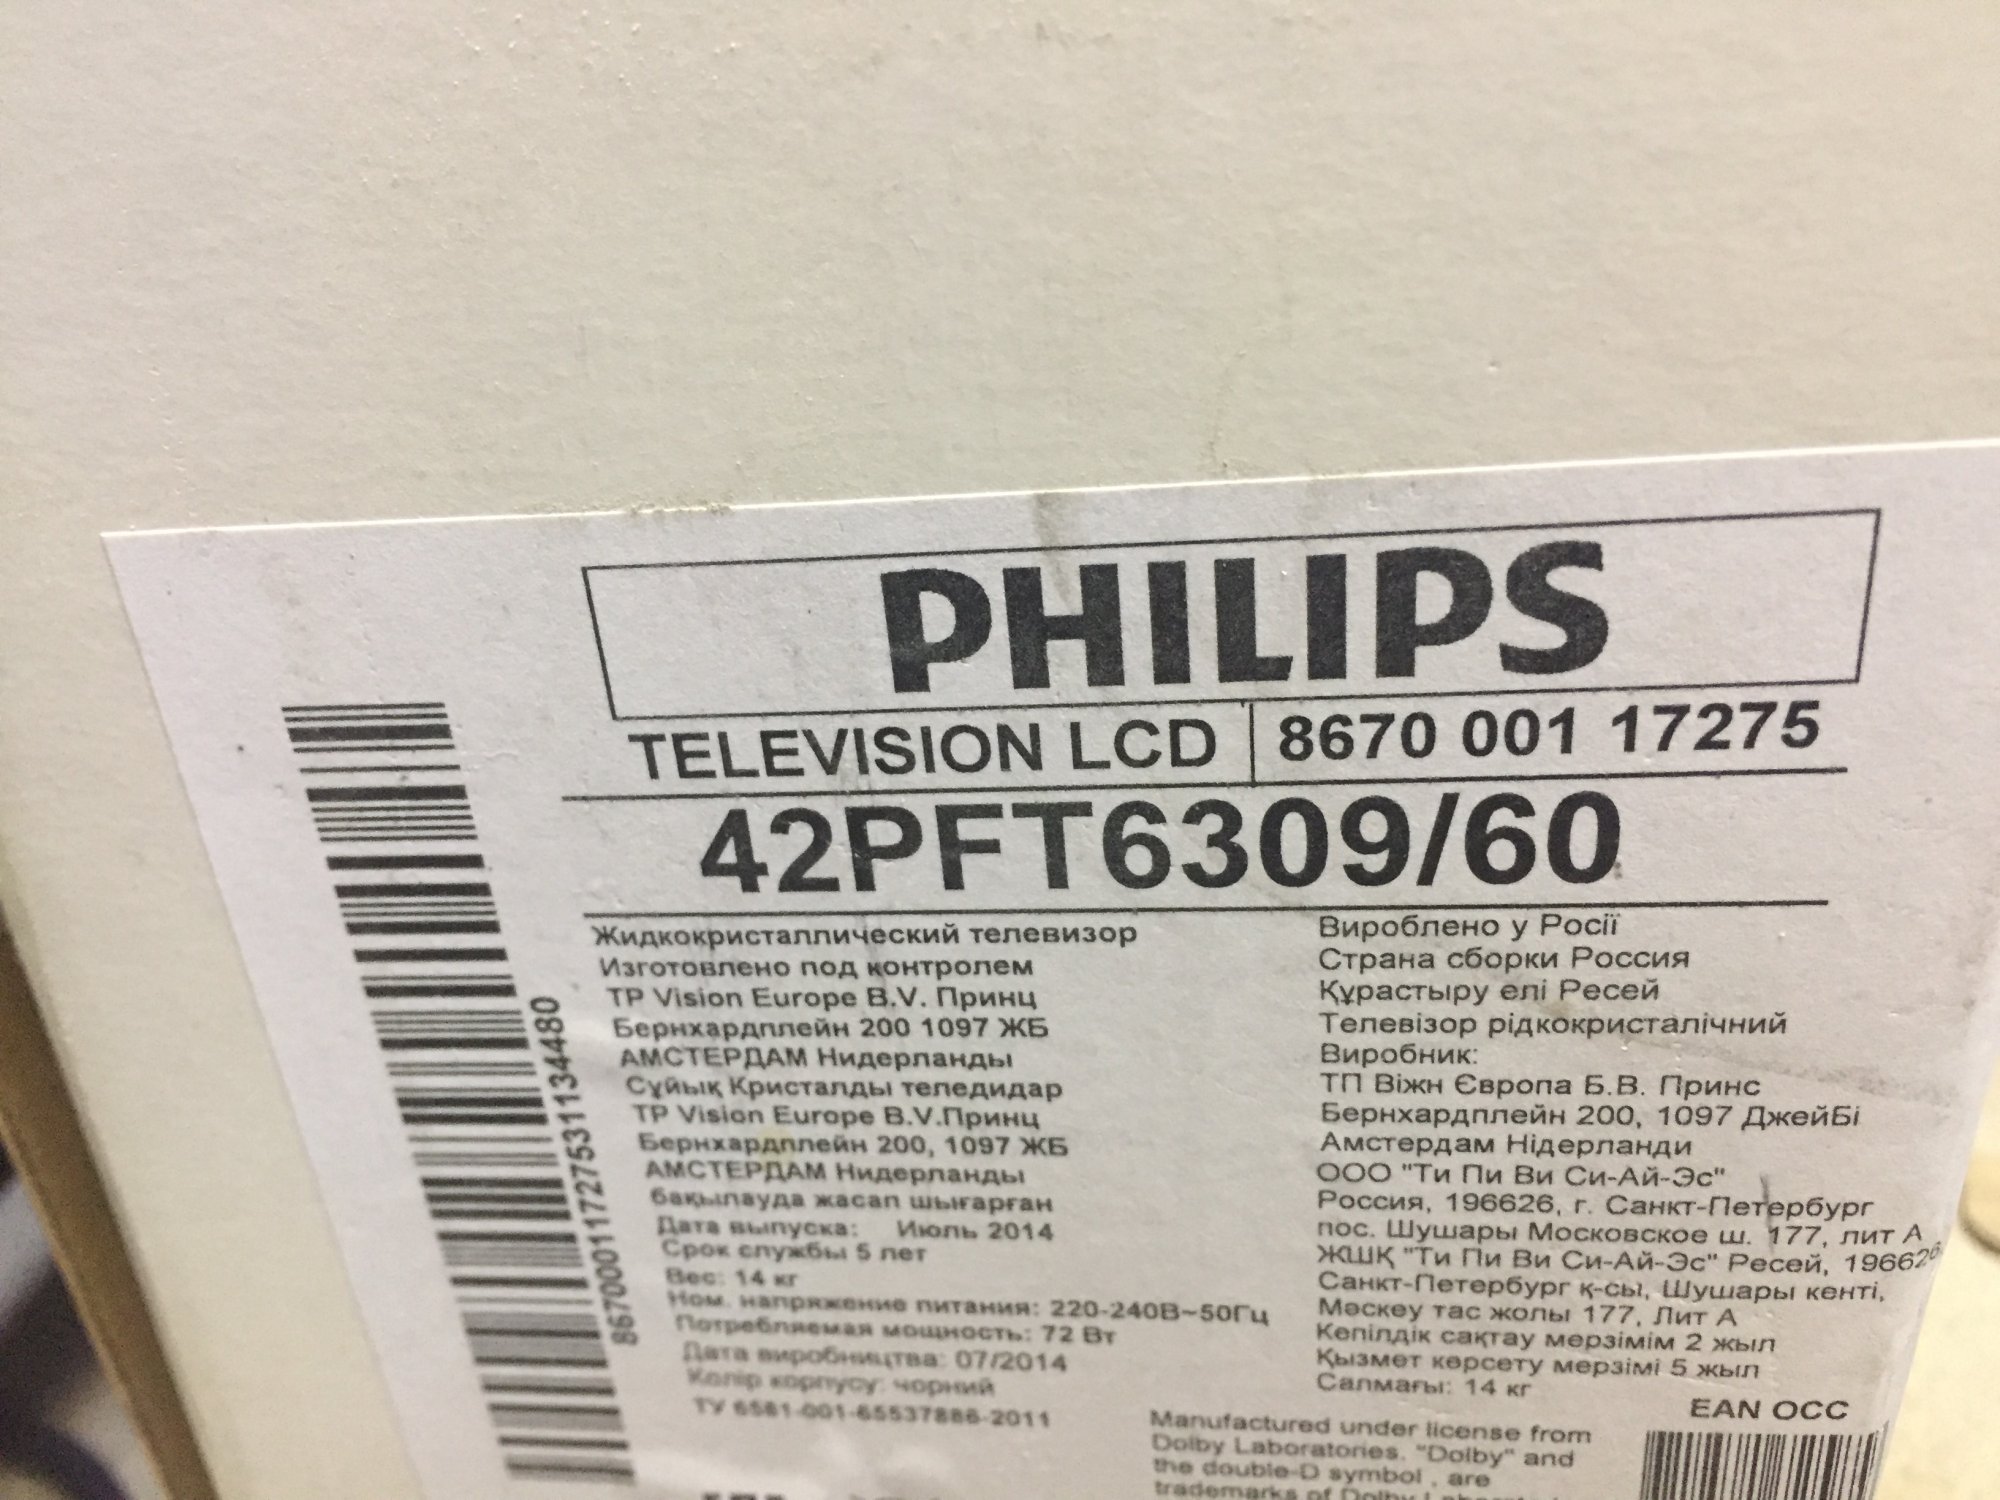 PHILIPS
TELEVISION LCD 8670 001 17275
42PFT6309/60
Жидкокристаллический телевизор
Изготовлено под контролем
TP Vision Europe B.V. Принц
Бернхардплейн 200 1097 ЖБ
АМСТЕРДАМ Нидерланды
Сұйық Кристалды теледидар
TP Vision Europe B.V.Принц
Бернхардплейн 200, 1097 ЖБ
АМСТЕРДАМ Нидерланды
бақылауда жасап шығарған
Дата выпуска: Июль 2014
Срок службы 5 лет
Вес: 14 кг
Ном. напряжение питания: 220-240В~50Гц
Потребляемая мощность: 72 Вт
Дата виробництва: 07/2014
Колір корпусу: чорний
ТУ 6581-001-65537886-2011
Вироблено у Росії
Страна сборки Россия
Құрастыру елі Ресей
Телевізор рідкокристалічний
Виробник:
ТП Віжн Європа Б.В. Принс
Бернхардплейн 200, 1097 ДжейБі
Амстердам Нідерланди
ООО "Ти Пи Ви Си-Ай-Эс"
Россия, 196626, г. Санкт-Петербург
пос. Шушары Московское ш. 177, лит А
ЖШҚ "Ти Пи Ви Си-Ай-Эс" Ресей, 196626
Санкт-Петербург қ-сы, Шушары кенті,
Мәскеу тас жолы 177, Лит А
Кепілдік сақтау мерзімім 2 жыл
Қызмет көрсету мерзімі 5 жыл
Салмағы: 14 кг
EAN OCC
Manufactured under license from
Dolby Laboratories. "Dolby" and
the double-D symbol , are
trademarks of Dolby
86700011727531134480